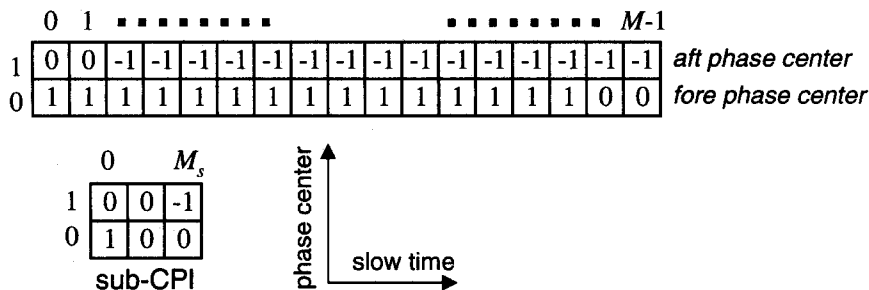 0 1 ........ ........ M-1
1 0 0 -1 -1 -1 -1 -1 -1 -1 -1 -1 -1 -1 -1 -1 -1 -1 aft phase center
0 1 1 1 1 1 1 1 1 1 1 1 1 1 1 1 0 0 fore phase center
0 Mₛ
1 0 0 -1
0 1 0 0
sub-CPI
phase center
slow time